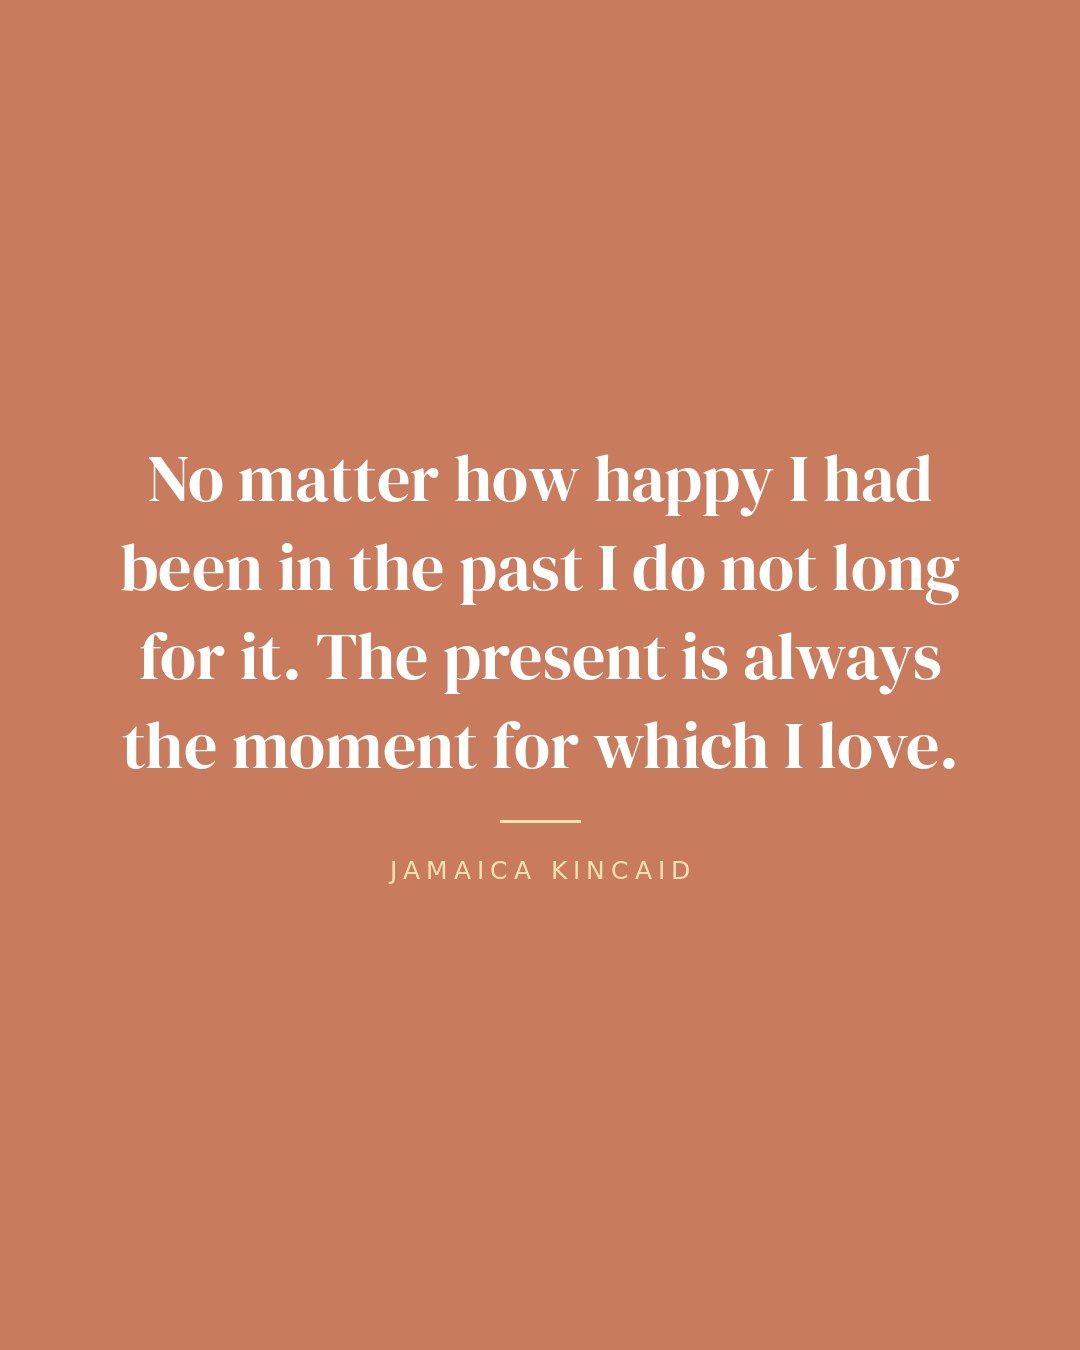 No matter how happy I had
been in the past I do not long
for it. The present is always
the moment for which I love.
JAMAICA KINCAID